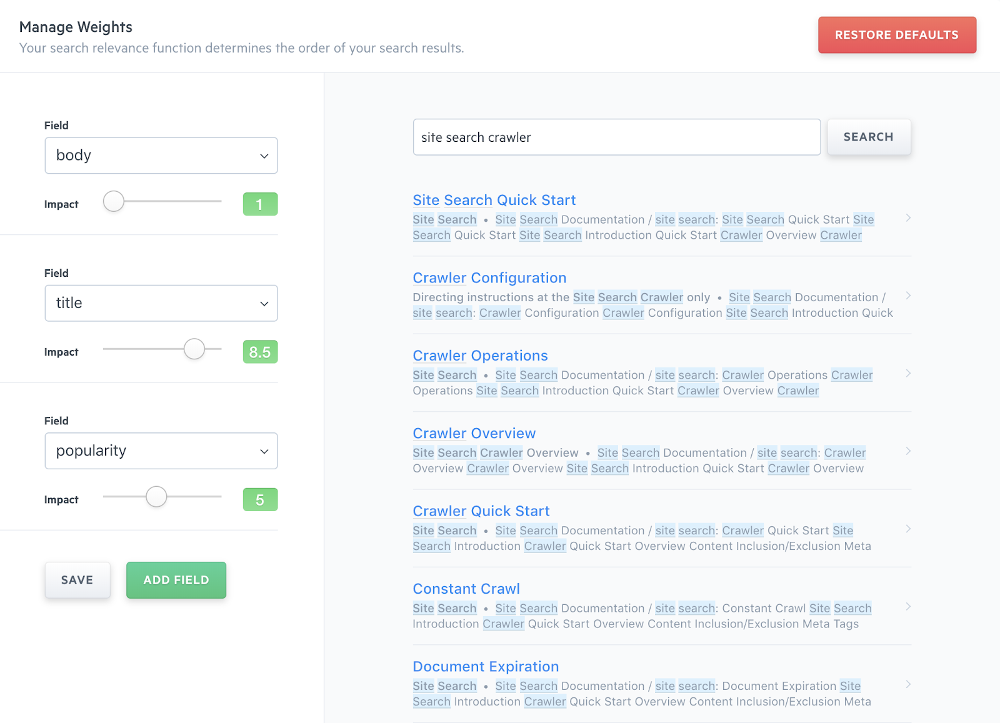 Manage Weights
Your search relevance function determines the order of your search results.
RESTORE DEFAULTS
Field
body
Impact
1
Field
title
Impact
8.5
Field
popularity
Impact
5
SAVE
ADD FIELD
site search crawler
SEARCH
Site Search Quick Start
Site Search • Site Search Documentation / site search: Site Search Quick Start Site
Search Quick Start Site Search Introduction Quick Start Crawler Overview Crawler
Crawler Configuration
Directing instructions at the Site Search Crawler only • Site Search Documentation /
site search: Crawler Configuration Crawler Configuration Site Search Introduction Quick
Crawler Operations
Site Search • Site Search Documentation / site search: Crawler Operations Crawler
Operations Site Search Introduction Quick Start Crawler Overview Crawler
Crawler Overview
Site Search Crawler Overview • Site Search Documentation / site search: Crawler
Overview Crawler Overview Site Search Introduction Quick Start Crawler Overview
Crawler Quick Start
Site Search • Site Search Documentation / site search: Crawler Quick Start Site
Search Introduction Crawler Quick Start Overview Content Inclusion/Exclusion Meta
Constant Crawl
Site Search • Site Search Documentation / site search: Constant Crawl Site Search
Introduction Crawler Quick Start Overview Content Inclusion/Exclusion Meta Tags
Document Expiration
Site Search • Site Search Documentation / site search: Document Expiration Site
Search Introduction Crawler Quick Start Overview Content Inclusion/Exclusion Meta